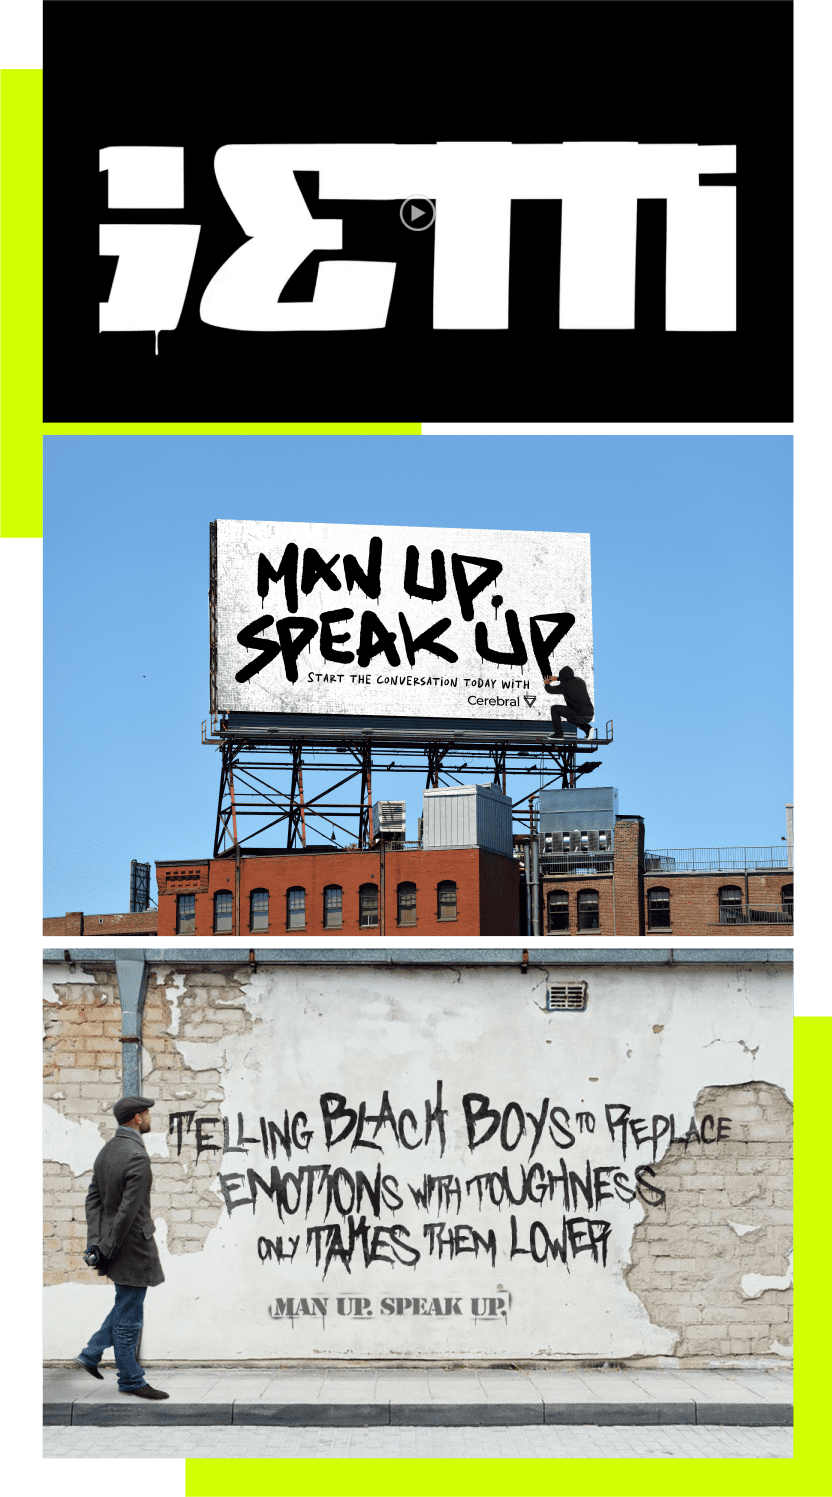 MAN UP.
SPEAK UP
START THE CONVERSATION TODAY WITH
Cerebral
TELLING BLACK BOYS TO REPLACE
EMOTIONS WITH TOUGHNESS
ONLY TAKES THEM LOWER
MAN UP. SPEAK UP.